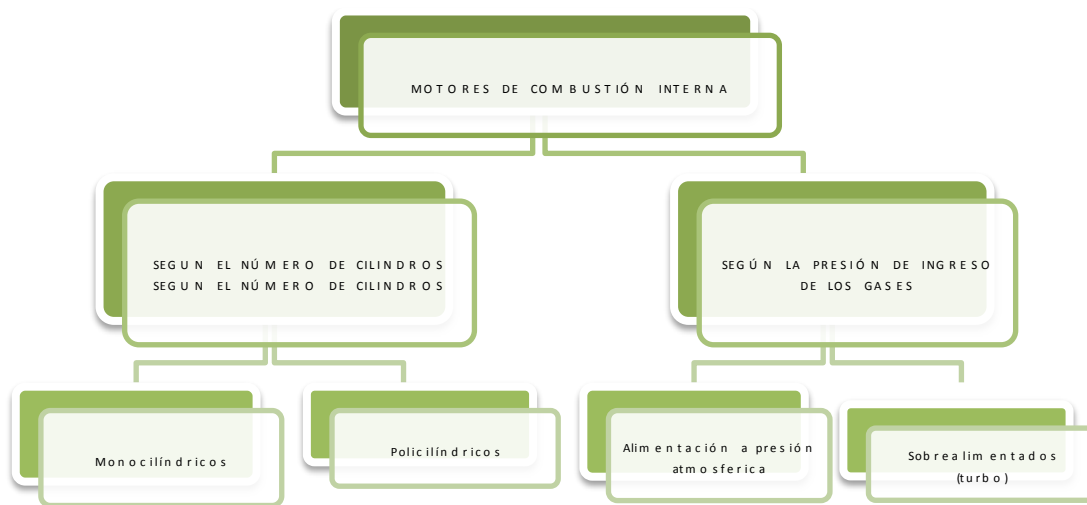 MOTORES DE COMBUSTIÓN INTERNA
SEGUN EL NÚMERO DE CILINDROS
SEGUN EL NÚMERO DE CILINDROS
SEGÚN LA PRESIÓN DE INGRESO
DE LOS GASES
Monocilíndricos
Policilíndricos
Alimentación a presión
atmosferica
Sobrealimentados
(turbo)